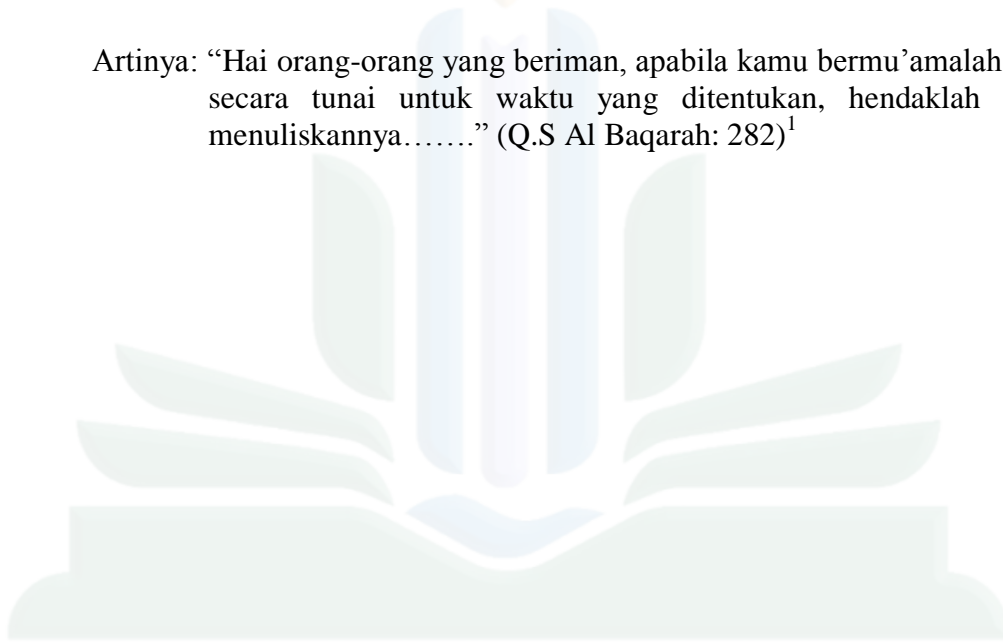 Artinya: “Hai orang-orang yang beriman, apabila kamu bermu’amalah
secara tunai untuk waktu yang ditentukan, hendaklah
menuliskannya…….” (Q.S Al Baqarah: 282)¹